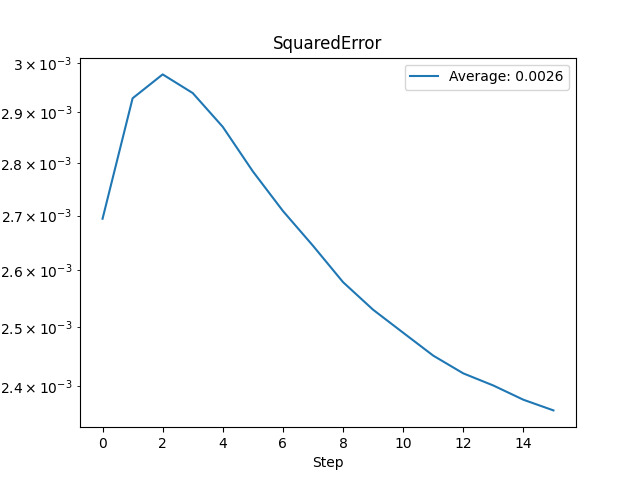 SquaredError
Average: 0.0026
3 × 10⁻³
2.9 × 10⁻³
2.8 × 10⁻³
2.7 × 10⁻³
2.6 × 10⁻³
2.5 × 10⁻³
2.4 × 10⁻³
0 2 4 6 8 10 12 14
Step